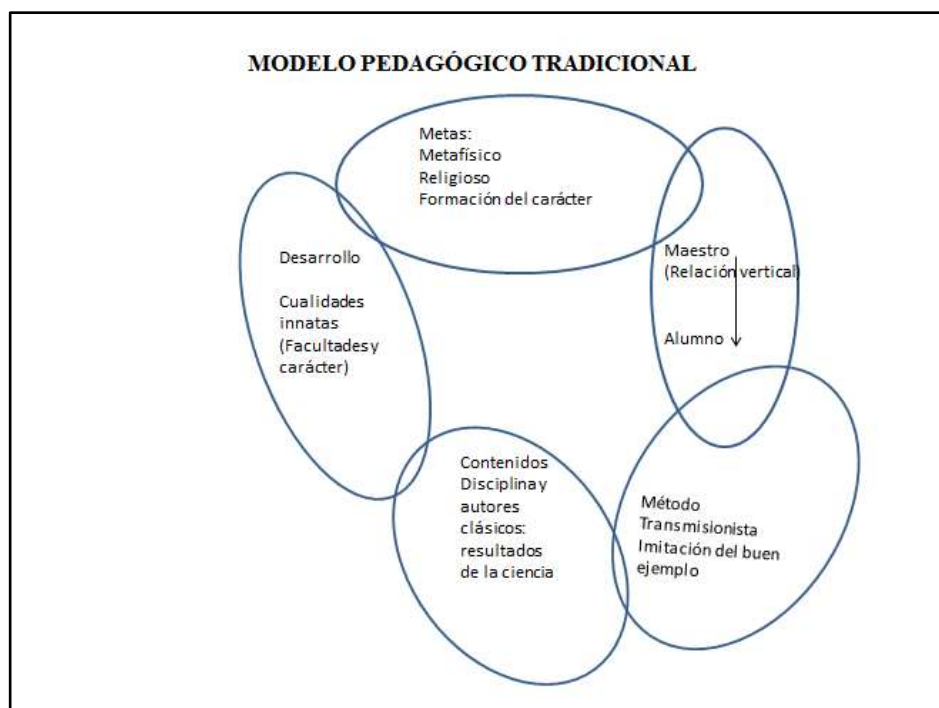 MODELO PEDAGÓGICO TRADICIONAL
Metas:
Metafísico
Religioso
Formación del carácter
Maestro
(Relación vertical)
Alumno
Desarrollo
Cualidades
innatas
(Facultades y
carácter)
Contenidos
Disciplina y
autores
clásicos:
resultados
de la ciencia
Método
Transmisionista
Imitación del buen
ejemplo